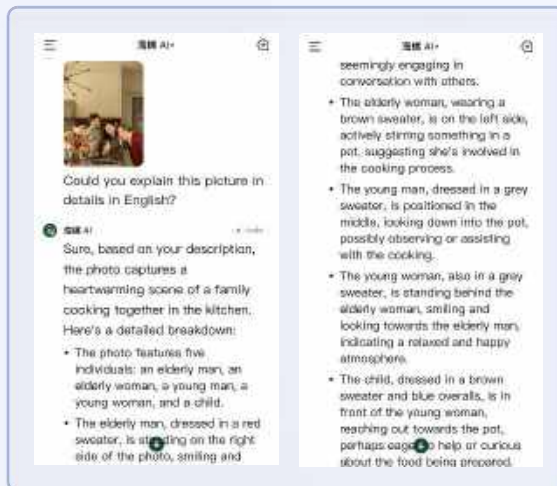 AI+
Could you explain this picture in
details in English?
AI
Sure, based on your description,
the photo captures a
heartwarming scene of a family
cooking together in the kitchen.
Here's a detailed breakdown:
• The photo features five
individuals: an elderly man, an
elderly woman, a young man, a
young woman, and a child.
• The elderly man, dressed in a red
sweater, is standing on the right
side of the photo, smiling and
AI+
seemingly engaging in
conversation with others.
• The elderly woman, wearing a
brown sweater, is on the left side,
actively stirring something in a
pot, suggesting she's involved in
the cooking process.
• The young man, dressed in a grey
sweater, is positioned in the
middle, looking down into the pot,
possibly observing or assisting
with the cooking.
• The young woman, also in a grey
sweater, is standing behind the
elderly woman, smiling and
looking towards the elderly man,
indicating a relaxed and happy
atmosphere.
• The child, dressed in a brown
sweater and blue overalls, is in
front of the young woman,
reaching out towards the pot,
perhaps eager to help or curious
about the food being prepared.